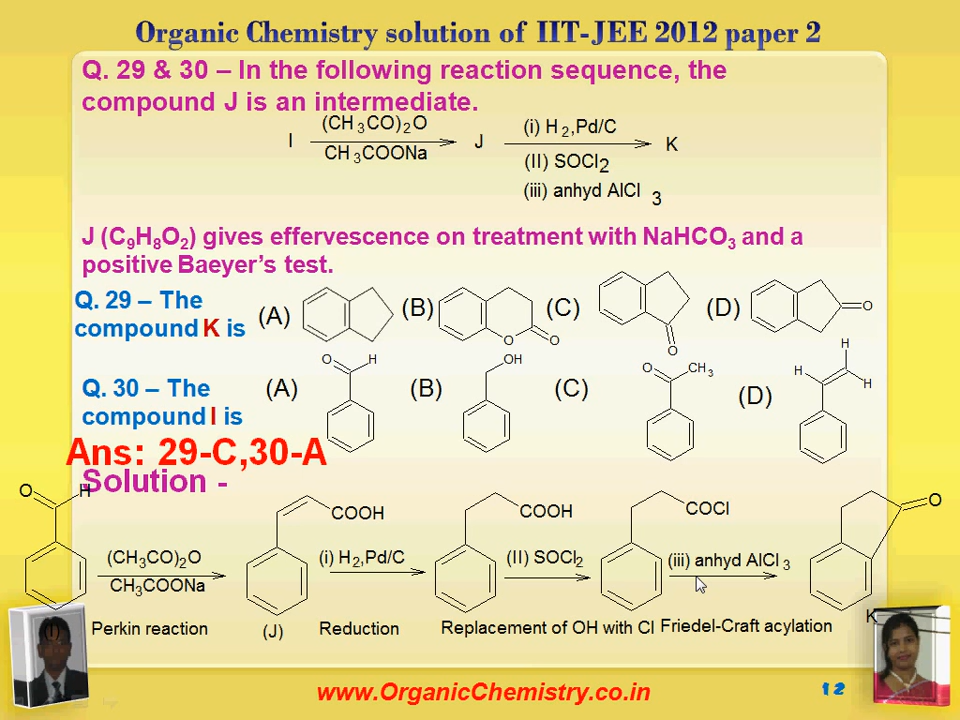 Organic Chemistry solution of IIT-JEE 2012 paper 2
Q. 29 & 30 – In the following reaction sequence, the
compound J is an intermediate.
I (CH3CO)2O J (i) H2,Pd/C K
CH3COONa (II) SOCl2
(iii) anhyd AlCl 3
J (C9H8O2) gives effervescence on treatment with NaHCO3 and a
positive Baeyer's test.
Q. 29 – The
compound K is
(A) (B) (C) (D)
O O O O
Q. 30 – The
compound I is
(A) (B) (C) (D)
O H OH O CH3 H H H
Ans: 29-C,30-A
Solution -
O H COOH COOH COCl O
(CH3CO)2O (i) H2,Pd/C (II) SOCl2 (iii) anhyd AlCl 3
CH3COONa
(I) Perkin reaction (J) Reduction Replacement of OH with Cl Friedel-Craft acylation K
www.OrganicChemistry.co.in
12